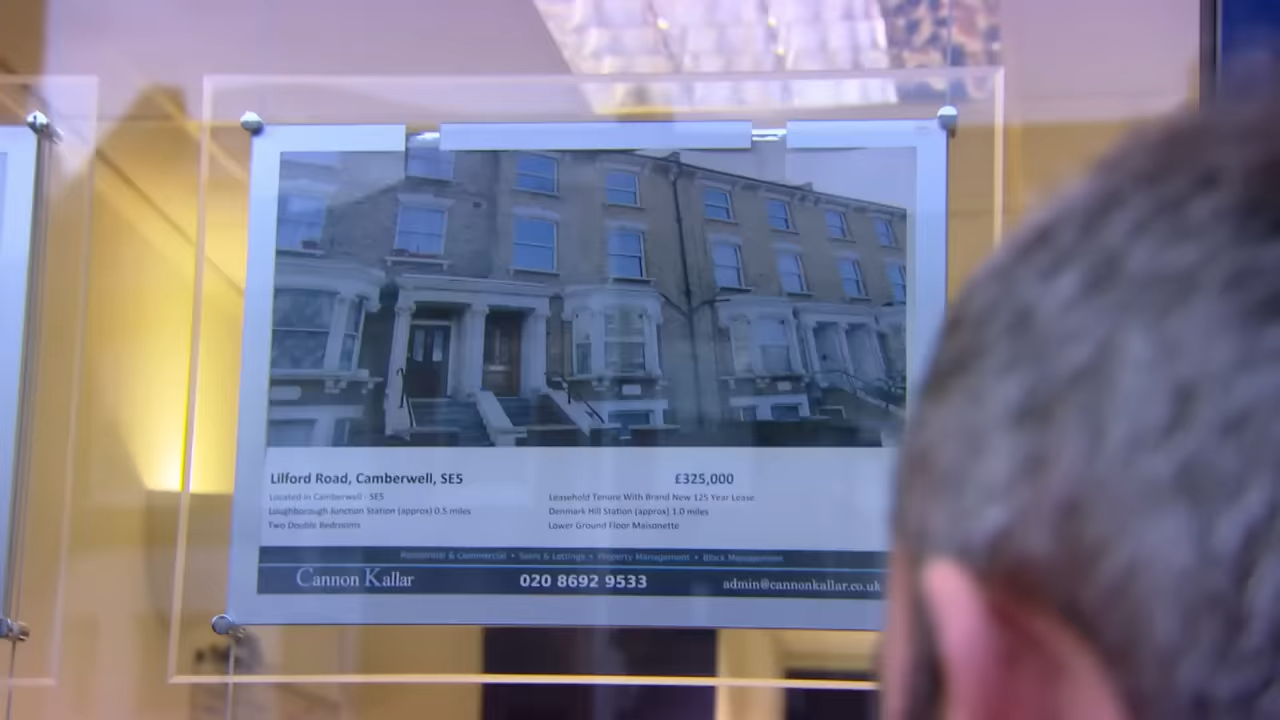 Lilford Road, Camberwell, SE5
£325,000
Located in Camberwell - SE5
Loughborough Junction Station (approx) 0.5 miles
Two Double Bedrooms
Leasehold Tenure With Brand New 125 Year Lease
Denmark Hill Station (approx) 1.0 miles
Lower Ground Floor Maisonette
Residential & Commercial • Sales & Lettings • Property Management • Block Management
Cannon Kallar
020 8692 9533
admin@cannonkallar.co.uk